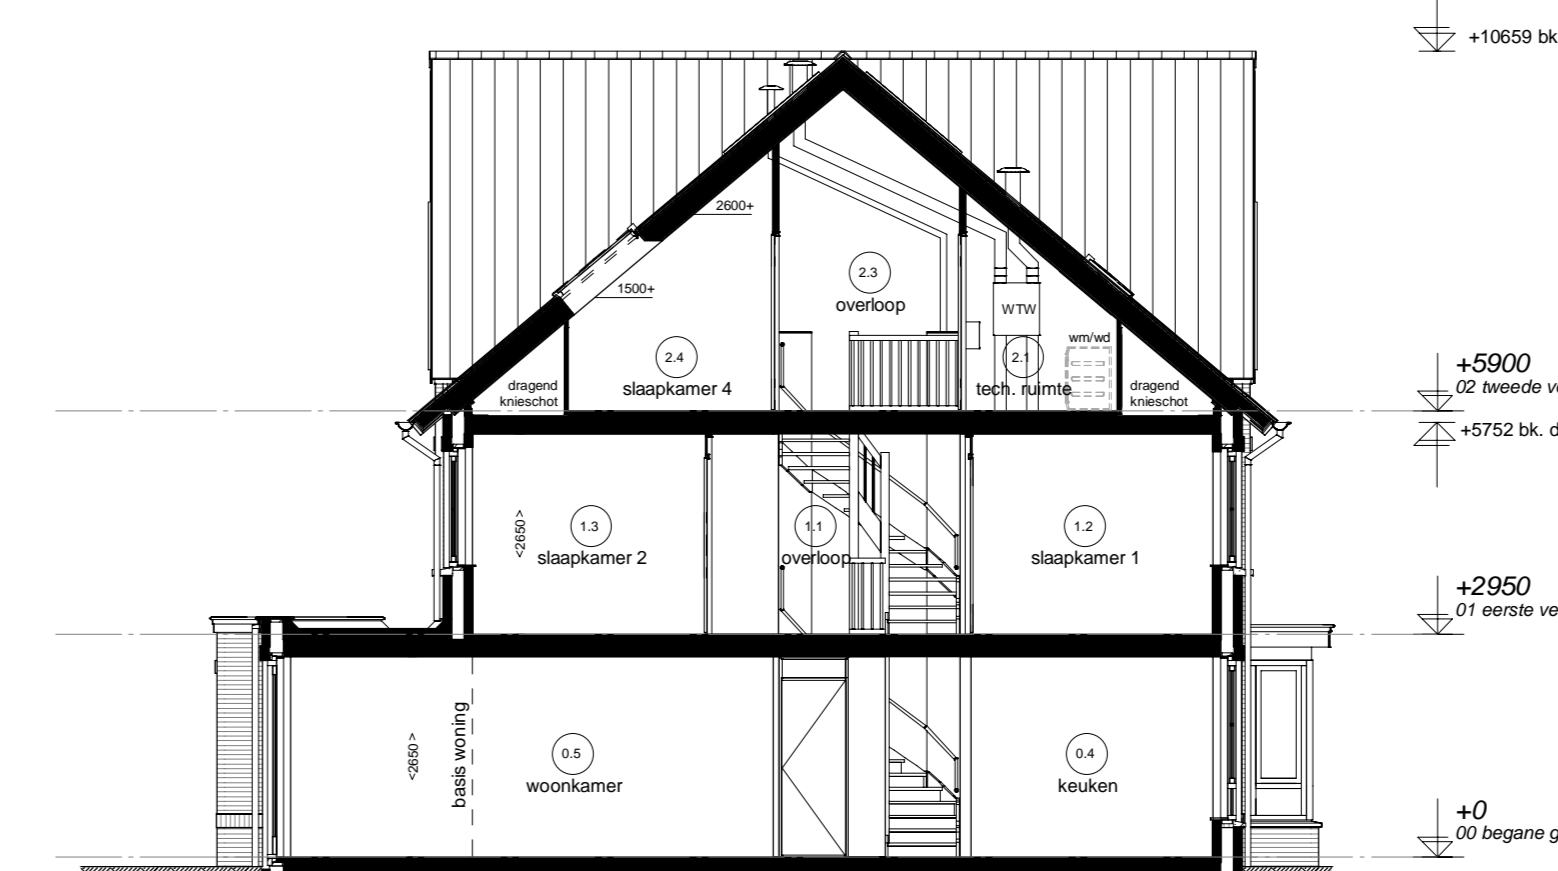 +10659 bk
2600+
2.3
overloop
1500+
WTW
wm/wd
2.4
slaapkamer 4
2.1
tech. ruimte
dragend
knieschot
dragend
knieschot
+5900
02 tweede v
+5752 bk. d
<2650>
1.3
slaapkamer 2
1.1
overloop
1.2
slaapkamer 1
+2950
01 eerste ve
basis woning
<2650>
0.5
woonkamer
0.4
keuken
+0
00 begane g